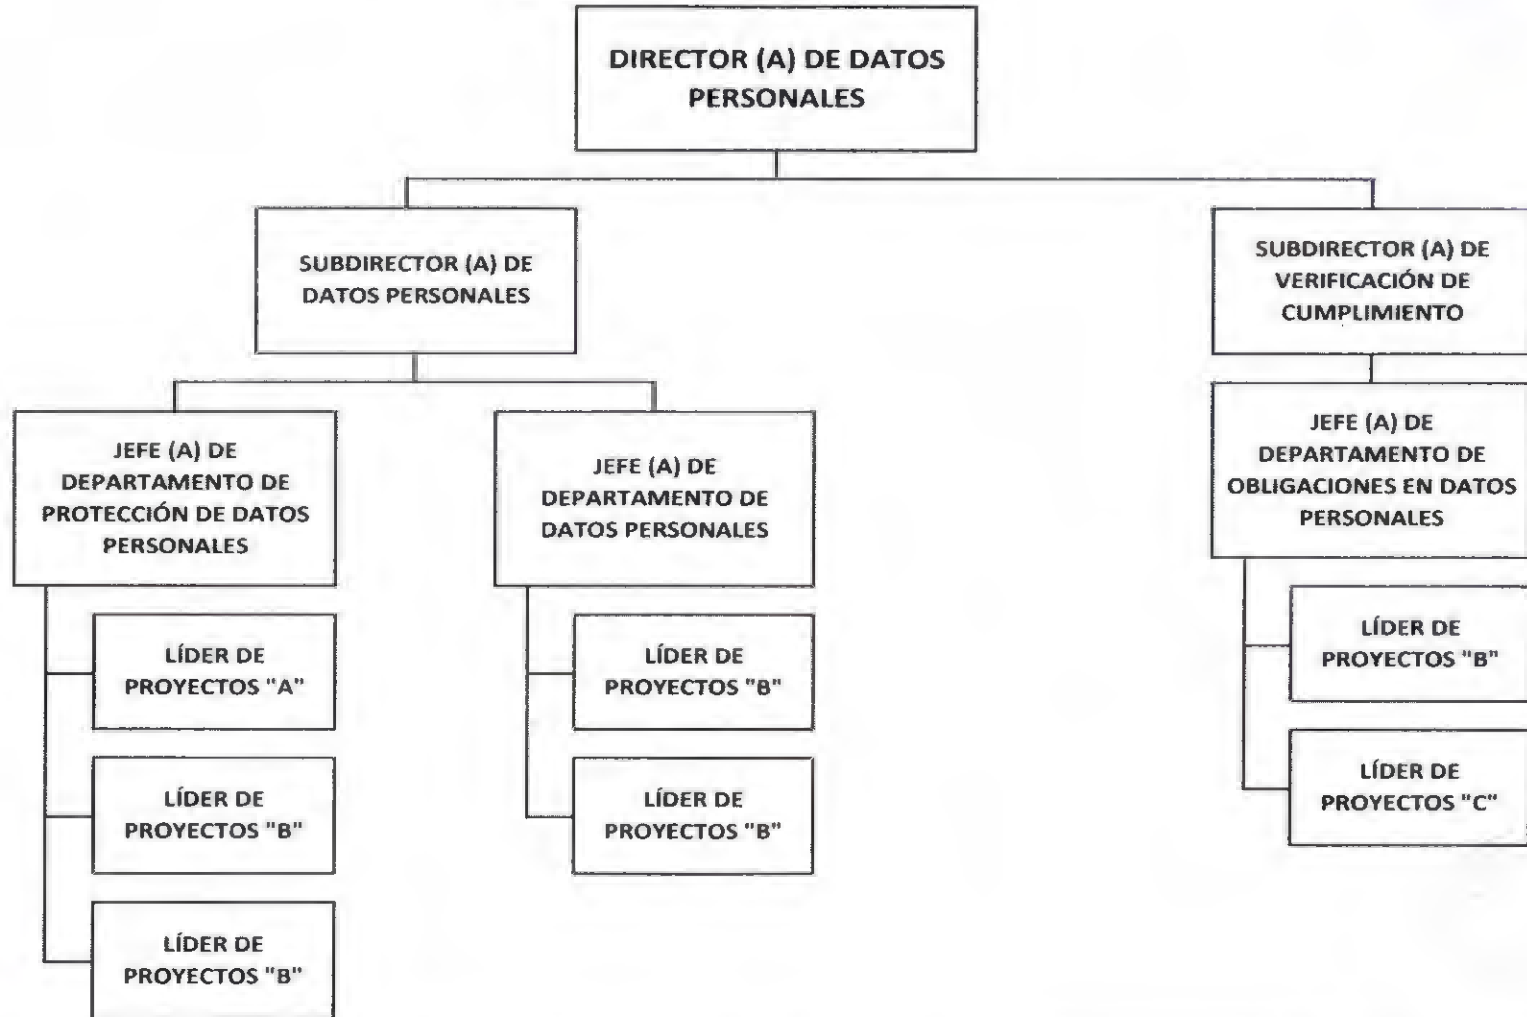 DIRECTOR (A) DE DATOS
PERSONALES
SUBDIRECTOR (A) DE
DATOS PERSONALES
SUBDIRECTOR (A) DE
VERIFICACIÓN DE
CUMPLIMIENTO
JEFE (A) DE
DEPARTAMENTO DE
PROTECCIÓN DE DATOS
PERSONALES
JEFE (A) DE
DEPARTAMENTO DE
DATOS PERSONALES
JEFE (A) DE
DEPARTAMENTO DE
OBLIGACIONES EN DATOS
PERSONALES
LÍDER DE
PROYECTOS "A"
LÍDER DE
PROYECTOS "B"
LÍDER DE
PROYECTOS "B"
LÍDER DE
PROYECTOS "B"
LÍDER DE
PROYECTOS "B"
LÍDER DE
PROYECTOS "C"
LÍDER DE
PROYECTOS "B"